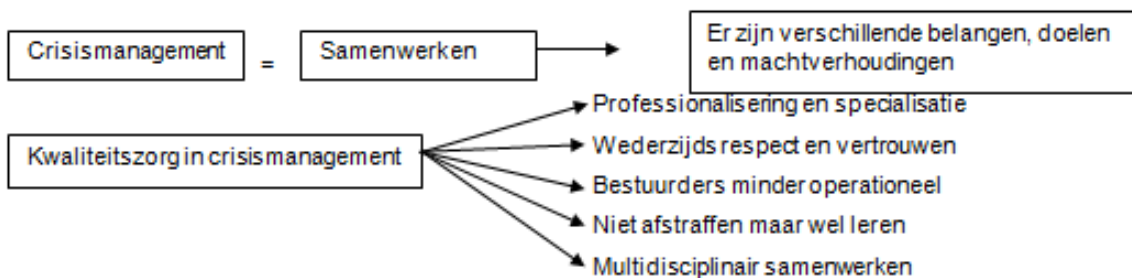 Crisismanagement = Samenwerken
Er zijn verschillende belangen, doelen
en machtverhoudingen
Kwaliteitszorg in crisismanagement
Professionalisering en specialisatie
Wederzijds respect en vertrouwen
Bestuurders minder operationeel
Niet afstraffen maar wel leren
Multidisciplinair samenwerken